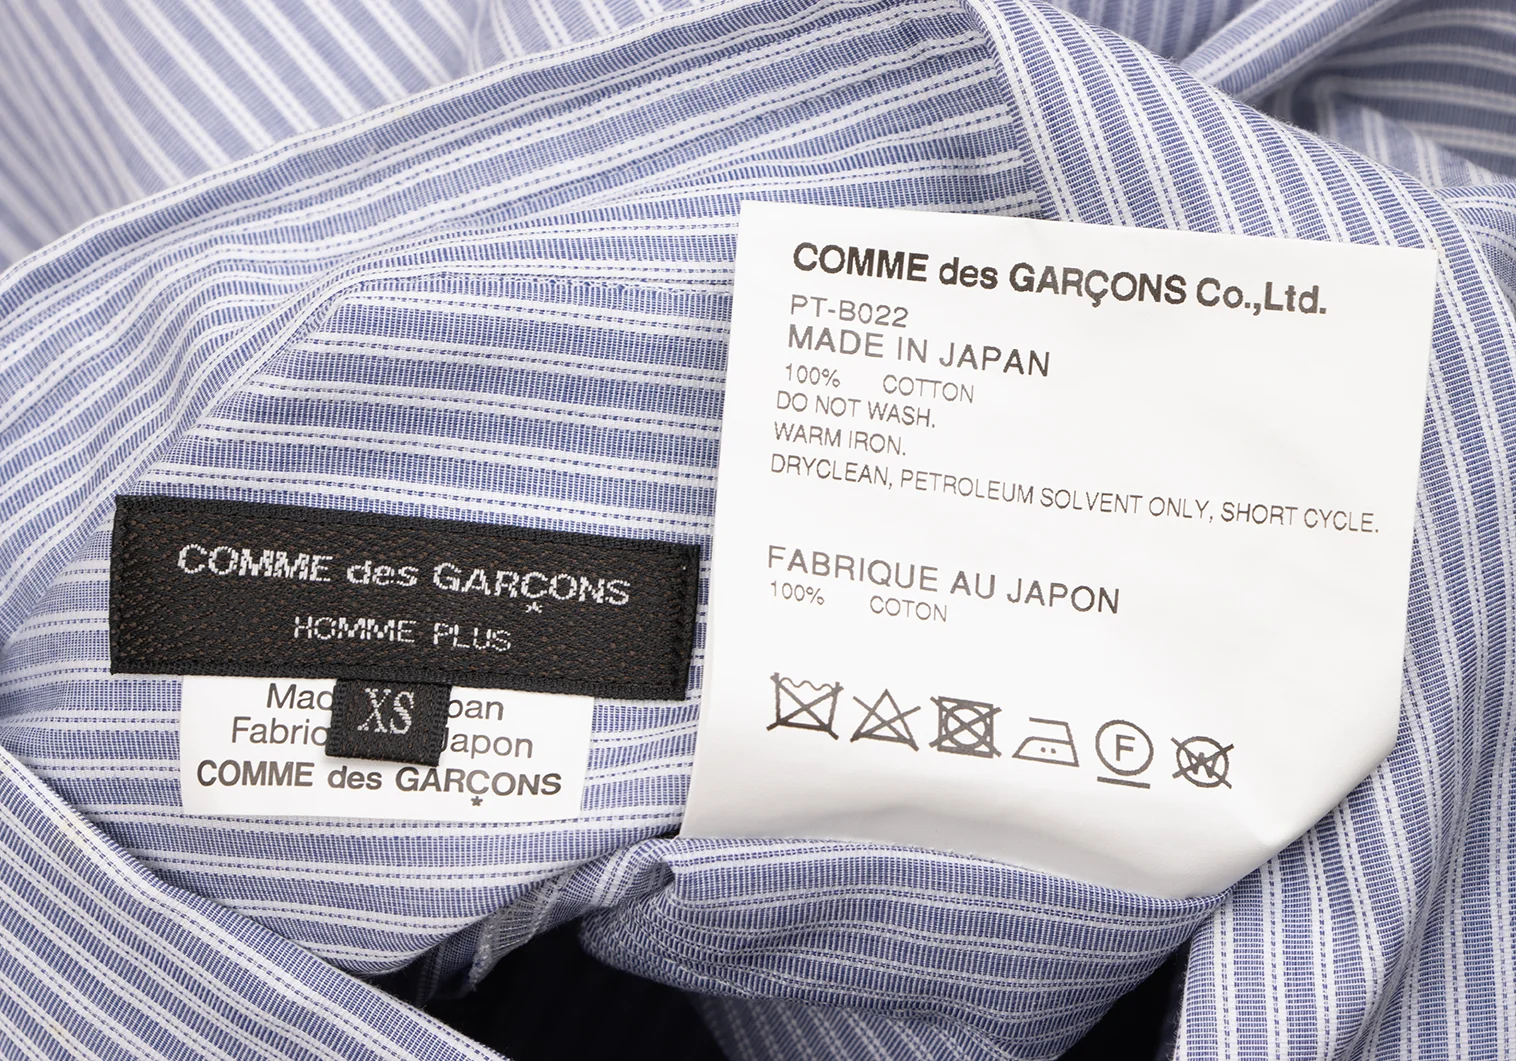 COMME des GARÇONS
HOMME PLUS
XS
Mad pan
Fabriq Japon
COMME des GARÇONS
COMME des GARÇONS Co.,Ltd.
PT-B022
MADE IN JAPAN
100% COTTON
DO NOT WASH.
WARM IRON.
DRYCLEAN, PETROLEUM SOLVENT ONLY, SHORT CYCLE.
FABRIQUE AU JAPON
100% COTON
F
W